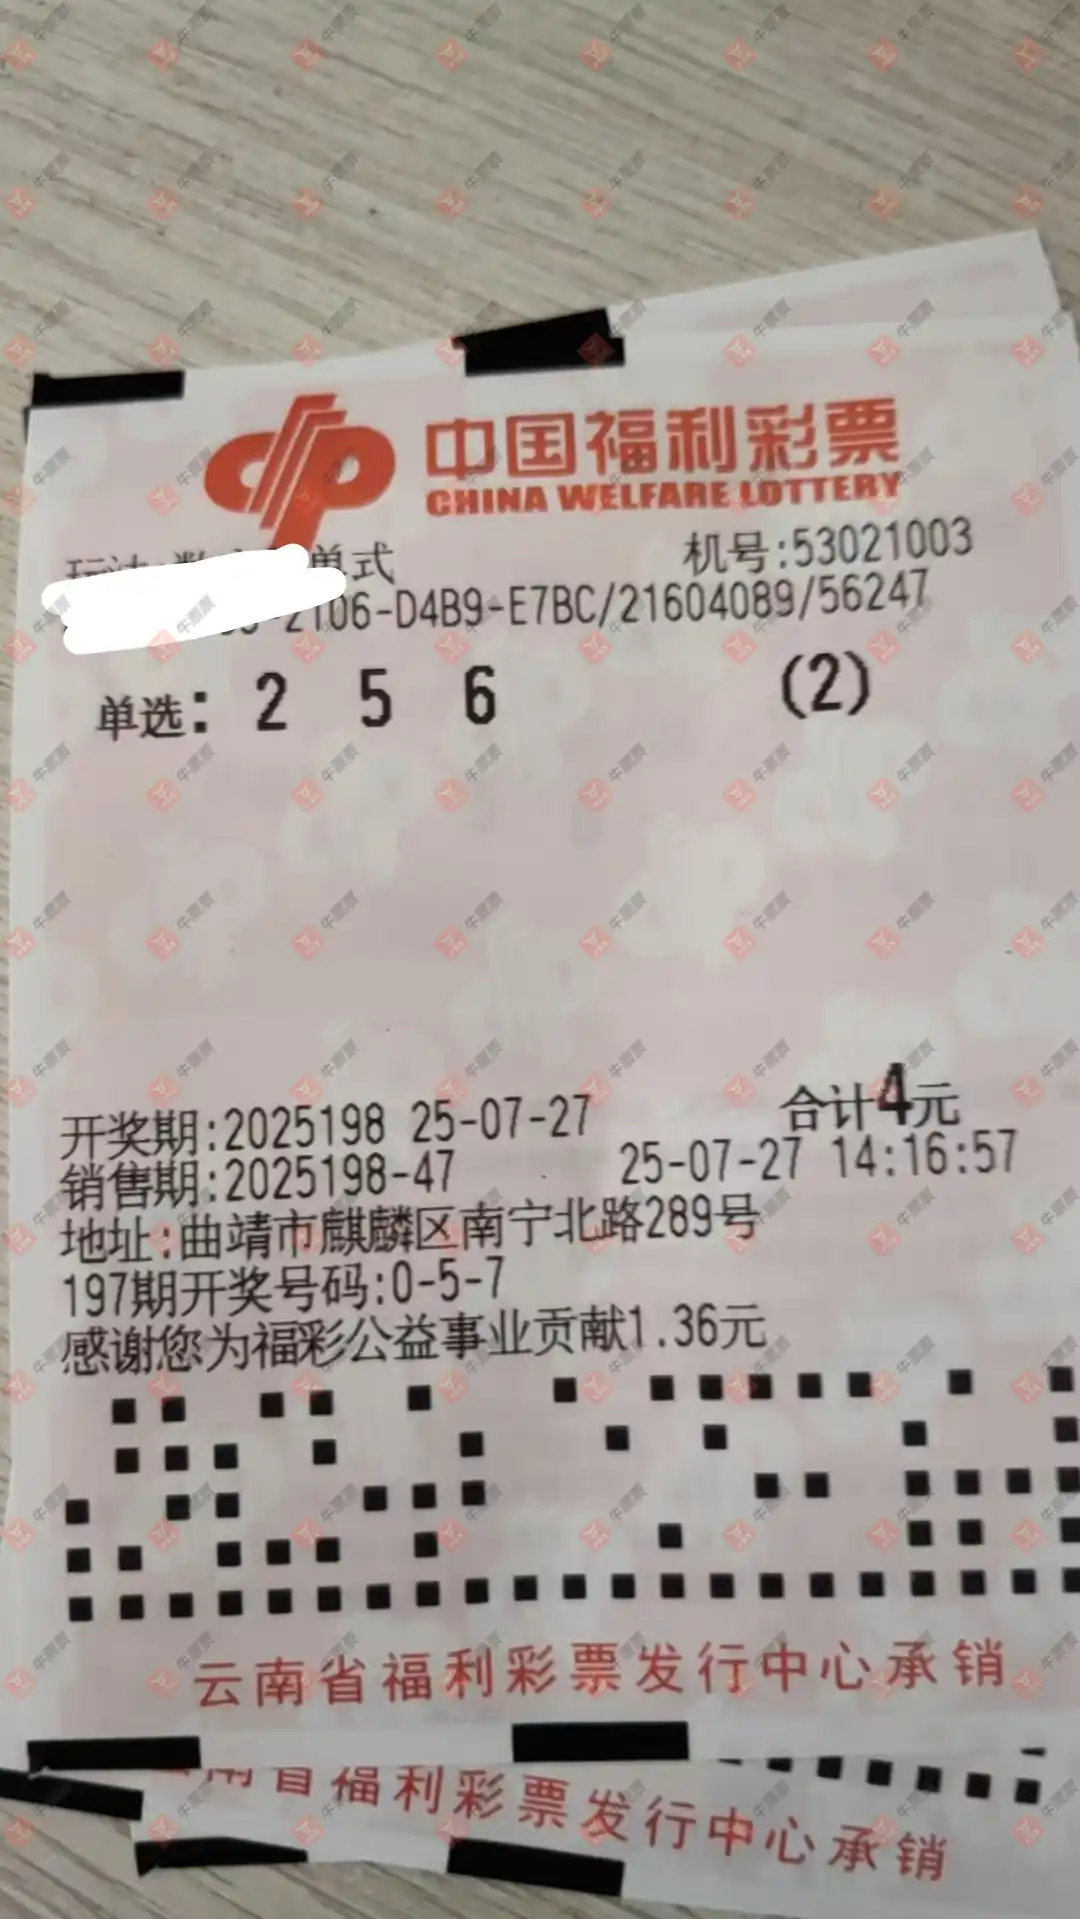 中国福利彩票
CHINA WELFARE LOTTERY
单式 机号:53021003
2106-D4B9-E7BC/21604089/56247
单选: 2 5 6 (2)
开奖期:2025198 25-07-27 合计4元
销售期:2025198-47 25-07-27 14:16:57
地址:曲靖市麒麟区南宁北路289号
197期开奖号码:0-5-7
感谢您为福彩公益事业贡献1.36元
云南省福利彩票发行中心承销
南省福利彩票发行中心承销
牛票票